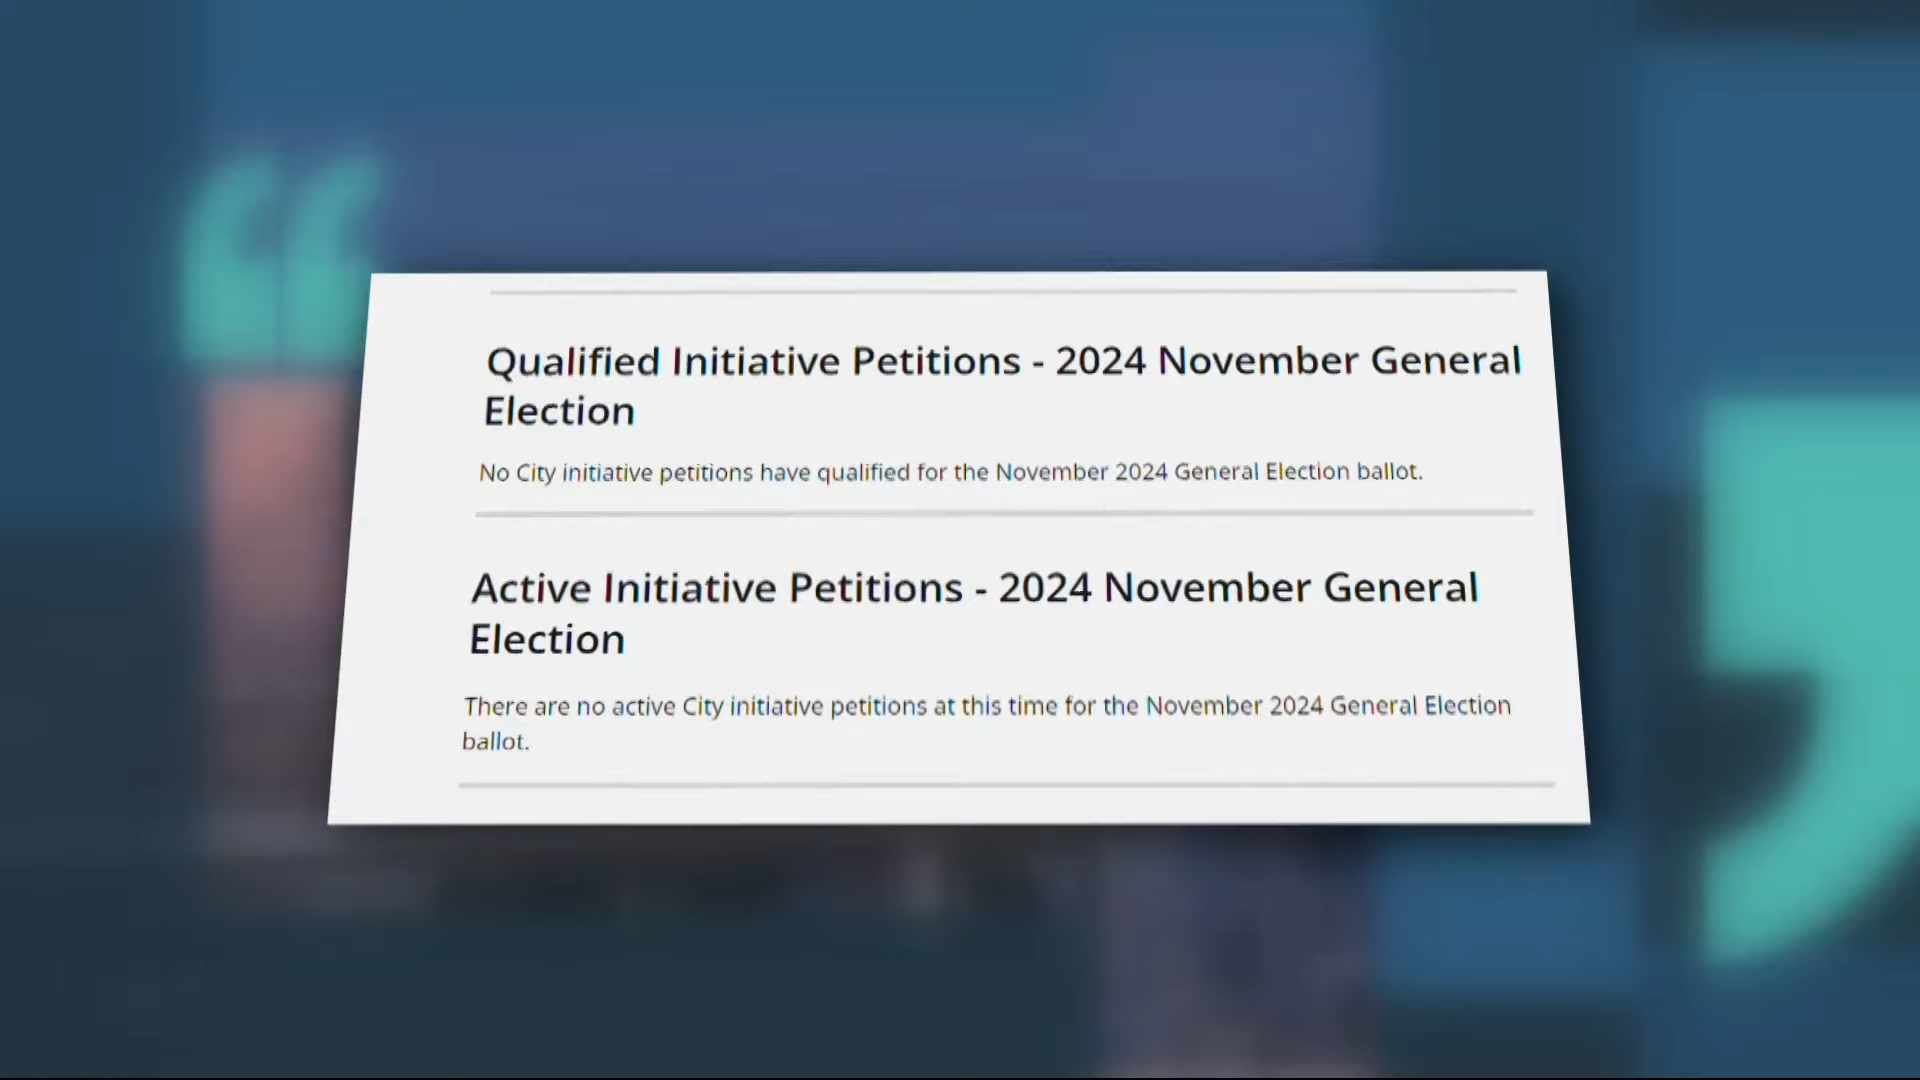 Qualified Initiative Petitions - 2024 November General
Election
No City initiative petitions have qualified for the November 2024 General Election ballot.
Active Initiative Petitions - 2024 November General
Election
There are no active City initiative petitions at this time for the November 2024 General Election
ballot.